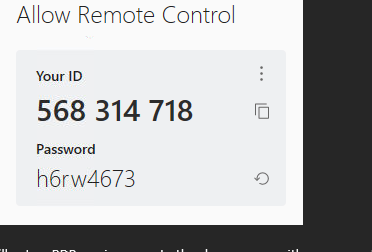 Allow Remote Control
Your ID
568 314 718
Password
h6rw4673